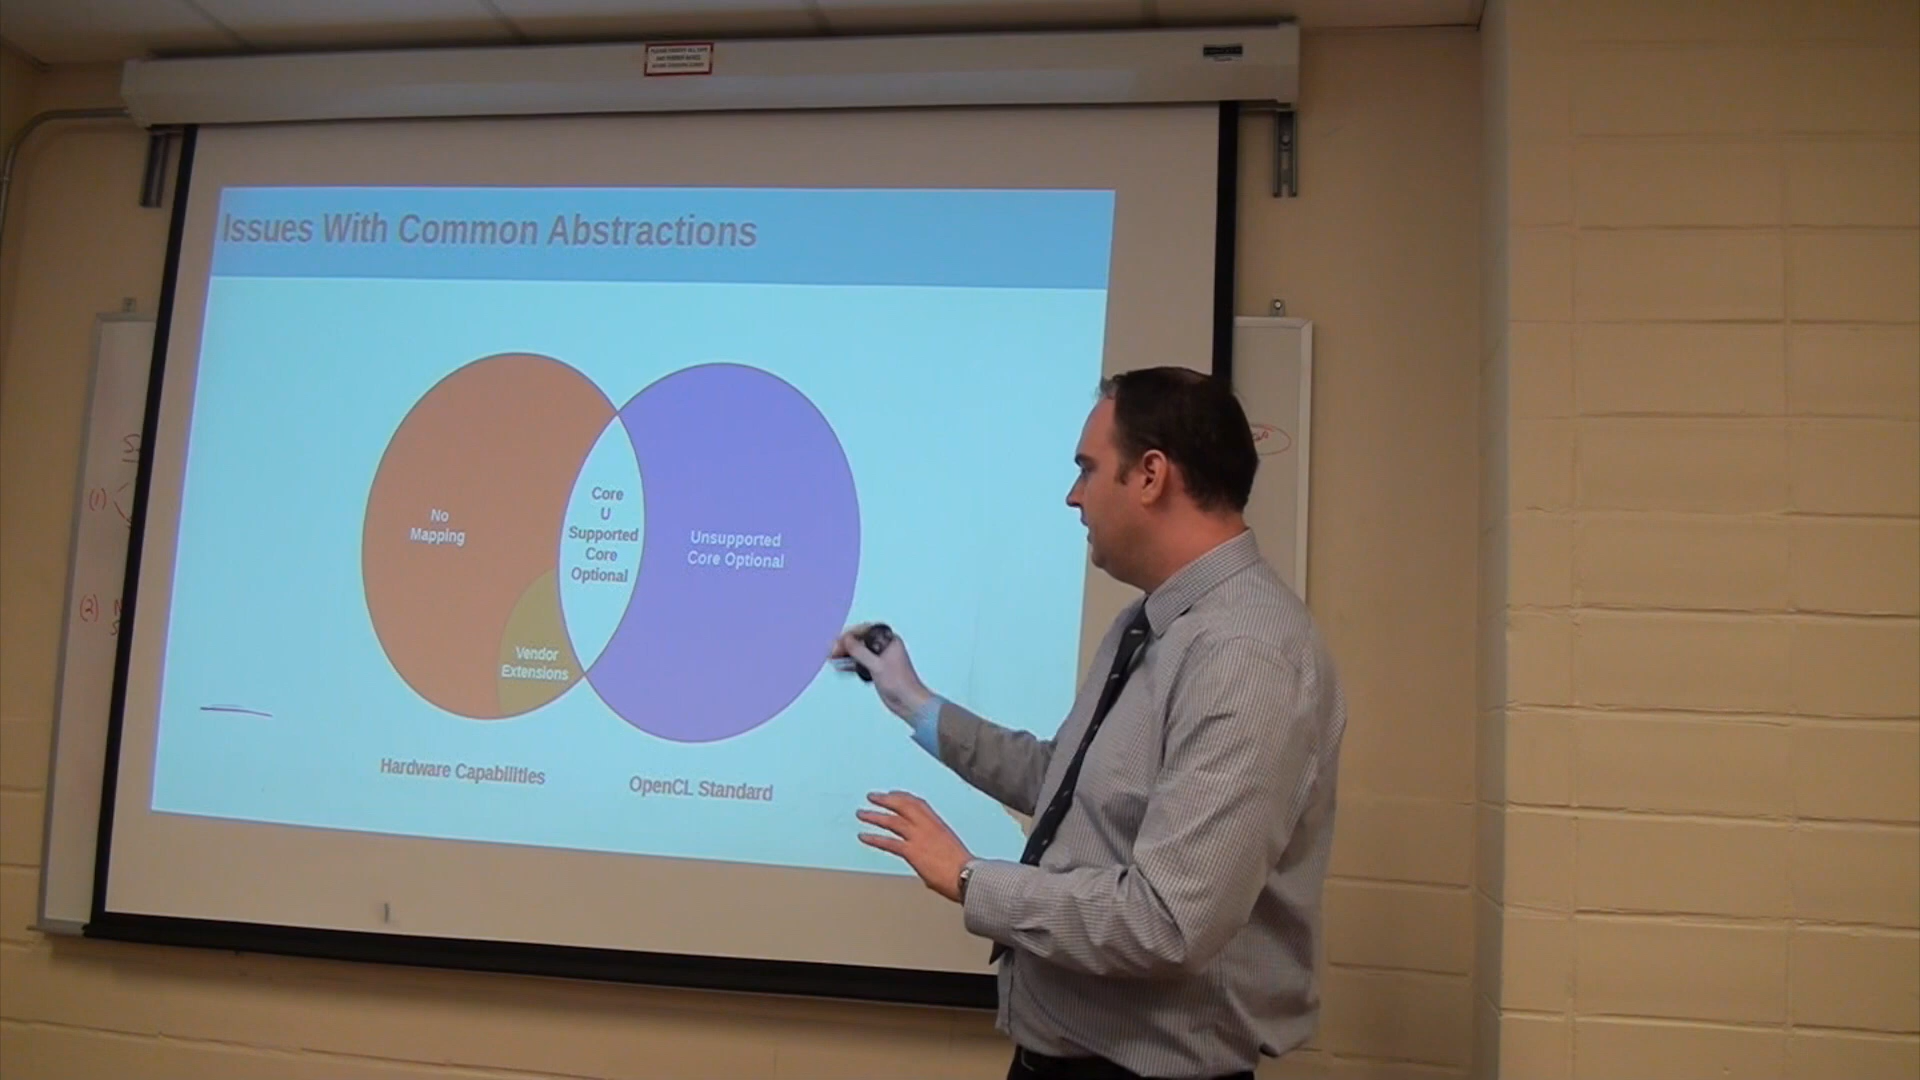 Issues With Common Abstractions
No
Mapping
Core
U
Supported
Core
Optional
Unsupported
Core Optional
Vendor
Extensions
Hardware Capabilities
OpenCL Standard
(1)
(2)